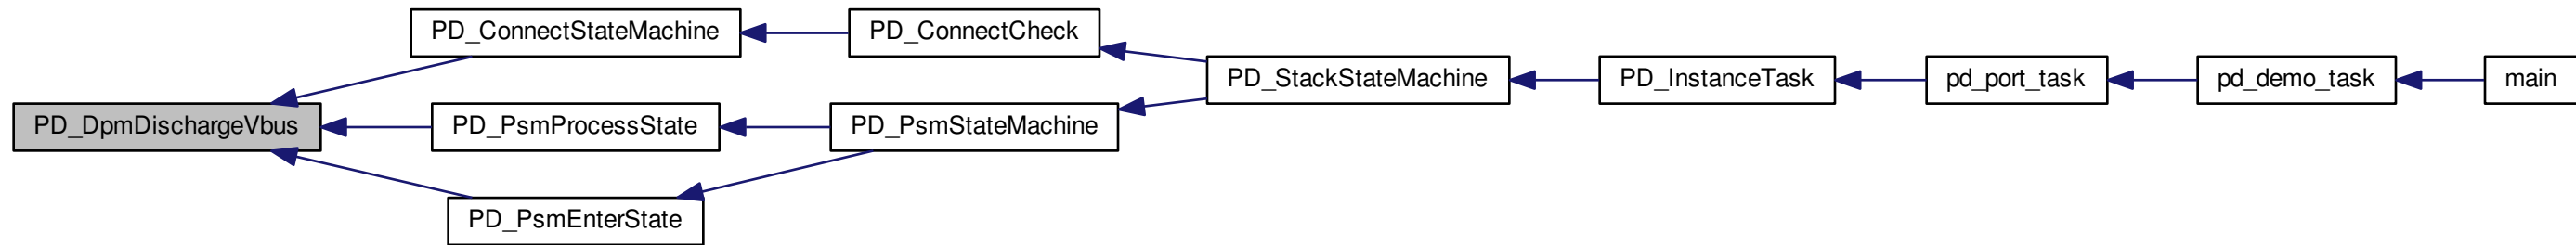 PD_DpmDischargeVbus
PD_ConnectStateMachine
PD_PsmProcessState
PD_PsmEnterState
PD_ConnectCheck
PD_PsmStateMachine
PD_StackStateMachine
PD_InstanceTask
pd_port_task
pd_demo_task
main